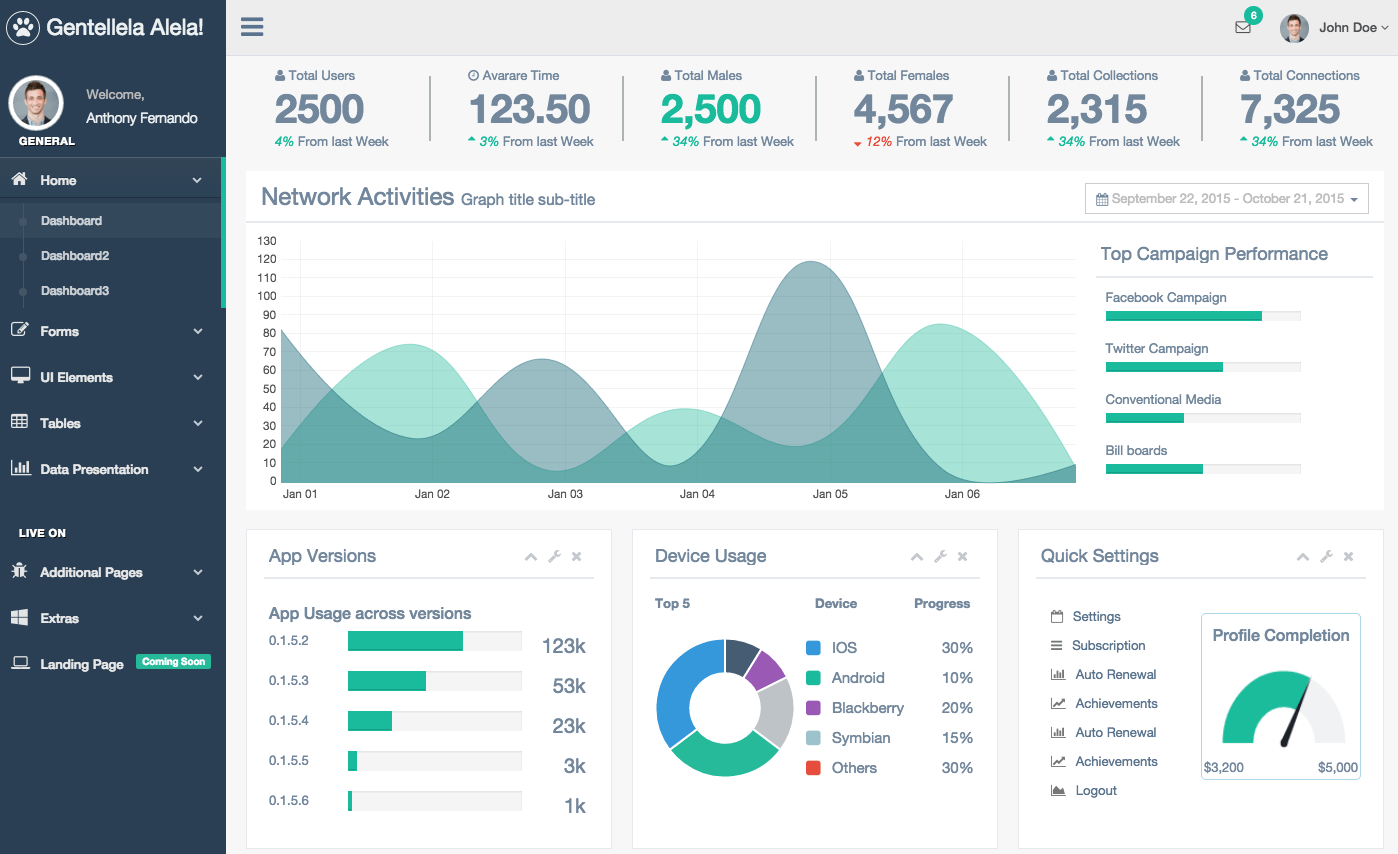 Gentellela Alela!
6
John Doe
Welcome,
Anthony Fernando
GENERAL
Home
Dashboard
Dashboard2
Dashboard3
Forms
UI Elements
Tables
Data Presentation
LIVE ON
Additional Pages
Extras
Landing Page Coming Soon
Total Users
2500
4% From last Week
Avarare Time
123.50
3% From last Week
Total Males
2,500
34% From last Week
Total Females
4,567
12% From last Week
Total Collections
2,315
34% From last Week
Total Connections
7,325
34% From last Week
Network Activities Graph title sub-title
September 22, 2015 - October 21, 2015
130
120
110
100
90
80
70
60
50
40
30
20
10
0
Jan 01 Jan 02 Jan 03 Jan 04 Jan 05 Jan 06
Top Campaign Performance
Facebook Campaign
Twitter Campaign
Conventional Media
Bill boards
App Versions
App Usage across versions
0.1.5.2 123k
0.1.5.3 53k
0.1.5.4 23k
0.1.5.5 3k
0.1.5.6 1k
Device Usage
Top 5 Device Progress
IOS 30%
Android 10%
Blackberry 20%
Symbian 15%
Others 30%
Quick Settings
Settings
Subscription
Auto Renewal
Achievements
Auto Renewal
Achievements
Logout
Profile Completion
$3,200 $5,000